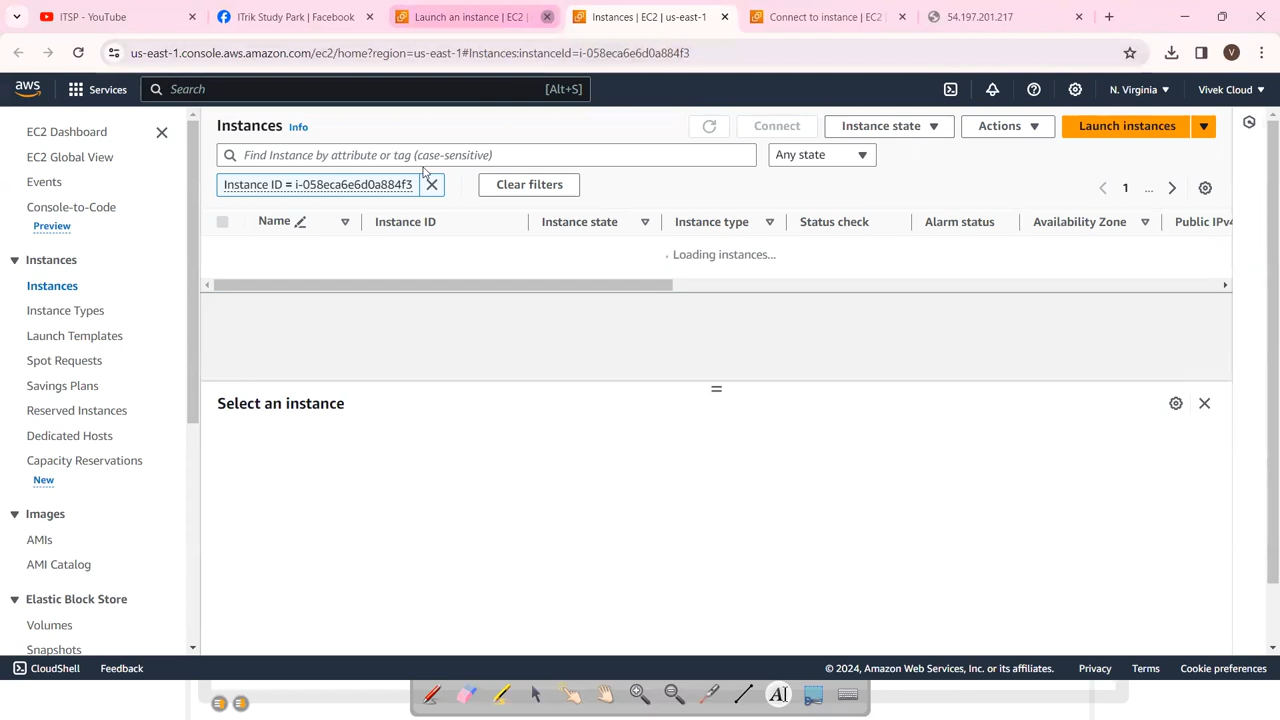 ITSP - YouTube
ITrik Study Park | Facebook
Launch an instance | EC2 |
Instances | EC2 | us-east-1
Connect to instance | EC2 |
54.197.201.217
us-east-1.console.aws.amazon.com/ec2/home?region=us-east-1#Instances:instanceId=i-058eca6e6d0a884f3
V
aws
Services
Search
[Alt+S]
N. Virginia
Vivek Cloud
EC2 Dashboard
EC2 Global View
Events
Console-to-Code
Preview
Instances
Instances
Instance Types
Launch Templates
Spot Requests
Savings Plans
Reserved Instances
Dedicated Hosts
Capacity Reservations
New
Images
AMIs
AMI Catalog
Elastic Block Store
Volumes
Snapshots
Instances Info
Connect
Instance state
Actions
Launch instances
Find Instance by attribute or tag (case-sensitive)
Any state
Instance ID = i-058eca6e6d0a884f3
Clear filters
1 ...
Name
Instance ID
Instance state
Instance type
Status check
Alarm status
Availability Zone
Public IPv4
Loading instances...
Select an instance
CloudShell
Feedback
© 2024, Amazon Web Services, Inc. or its affiliates.
Privacy
Terms
Cookie preferences
AI